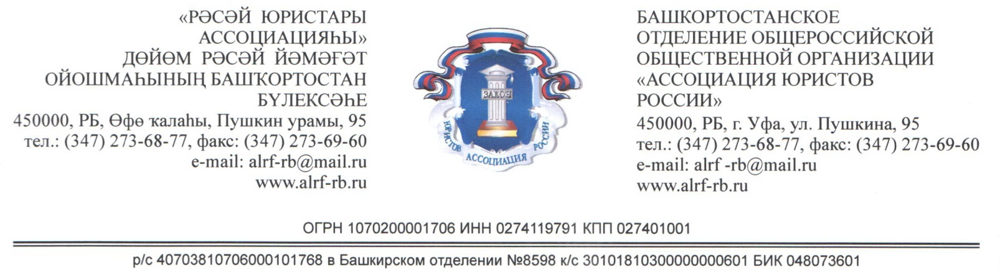 «РӘСӘЙ ЮРИСТАРЫ
АССОЦИАЦИЯҺЫ»
ДӨЙӨМ РӘСӘЙ ЙӘМӘҒӘТ
ОЙОШМАҺЫНЫҢ БАШҠОРТОСТАН
БҮЛЕКСӘҺЕ
450000, РБ, Өфө ҡалаһы, Пушкин урамы, 95
тел.: (347) 273-68-77, факс: (347) 273-69-60
e-mail: alrf-rb@mail.ru
www.alrf-rb.ru
ЗАКОН
ЮРИСТОВ
АССОЦИАЦИЯ
РОССИИ
БАШКОРТОСТАНСКОЕ
ОТДЕЛЕНИЕ ОБЩЕРОССИЙСКОЙ
ОБЩЕСТВЕННОЙ ОРГАНИЗАЦИИ
«АССОЦИАЦИЯ ЮРИСТОВ
РОССИИ»
450000, РБ, г. Уфа, ул. Пушкина, 95
тел.: (347) 273-68-77, факс: (347) 273-69-60
e-mail: alrf -rb@mail.ru
www.alrf-rb.ru
ОГРН 1070200001706 ИНН 0274119791 КПП 027401001
р/с 40703810706000101768 в Башкирском отделении №8598 к/с 30101810300000000601 БИК 048073601